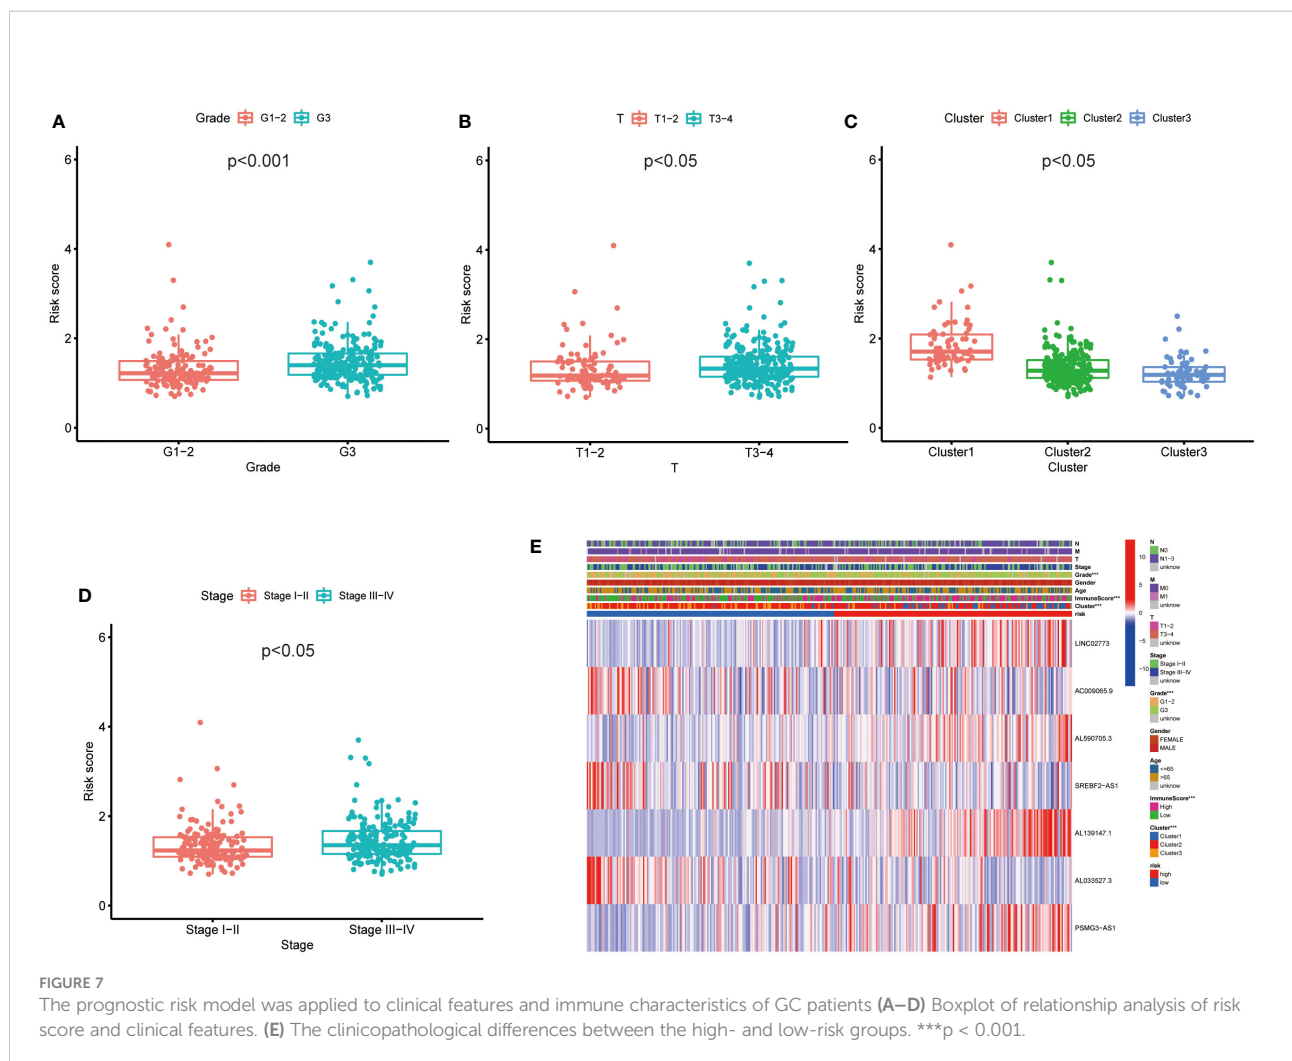 A
Grade G1-2 G3
p<0.001
6
4
2
0
Risk score
G1-2 G3
Grade
B
T T1-2 T3-4
p<0.05
6
4
2
0
Risk score
T1-2 T3-4
T
C
Cluster Cluster1 Cluster2 Cluster3
p<0.05
6
4
2
0
Risk score
Cluster1 Cluster2 Cluster3
Cluster
D
Stage Stage I-II Stage III-IV
p<0.05
6
4
2
0
Risk score
Stage I-II Stage III-IV
Stage
E
N
M
T
Stage
Grade***
Gender
Age
ImmuneScore***
Cluster***
risk
LINC02773
AC009065.9
AL590705.3
SREBF2-AS1
AL139147.1
AL033527.3
PSMG3-AS1
10
5
0
-5
-10
N
N0
N1-3
unknow
M
M0
M1
unknow
T
T1-2
T3-4
unknow
Stage
Stage I-II
Stage III-IV
unknow
Grade***
G1-2
G3
unknow
Gender
FEMALE
MALE
Age
<=65
>65
unknow
ImmuneScore***
High
Low
Cluster***
Cluster1
Cluster2
Cluster3
risk
high
low
FIGURE 7
The prognostic risk model was applied to clinical features and immune characteristics of GC patients (A–D) Boxplot of relationship analysis of risk
score and clinical features. (E) The clinicopathological differences between the high- and low-risk groups. ***p < 0.001.